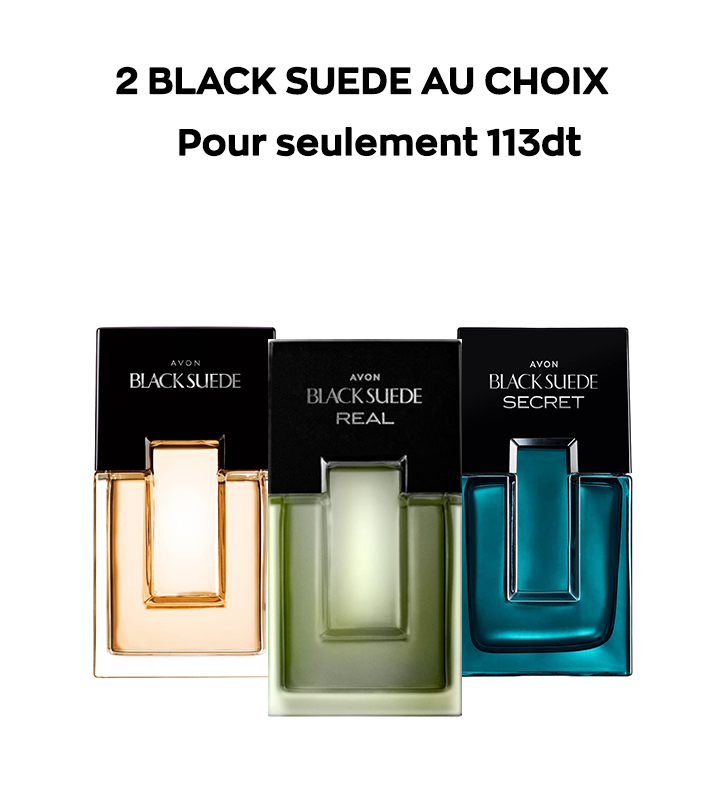 2 BLACK SUEDE AU CHOIX
Pour seulement 113dt
AVON
BLACK SUEDE
AVON
BLACK SUEDE
REAL
AVON
BLACK SUEDE
SECRET